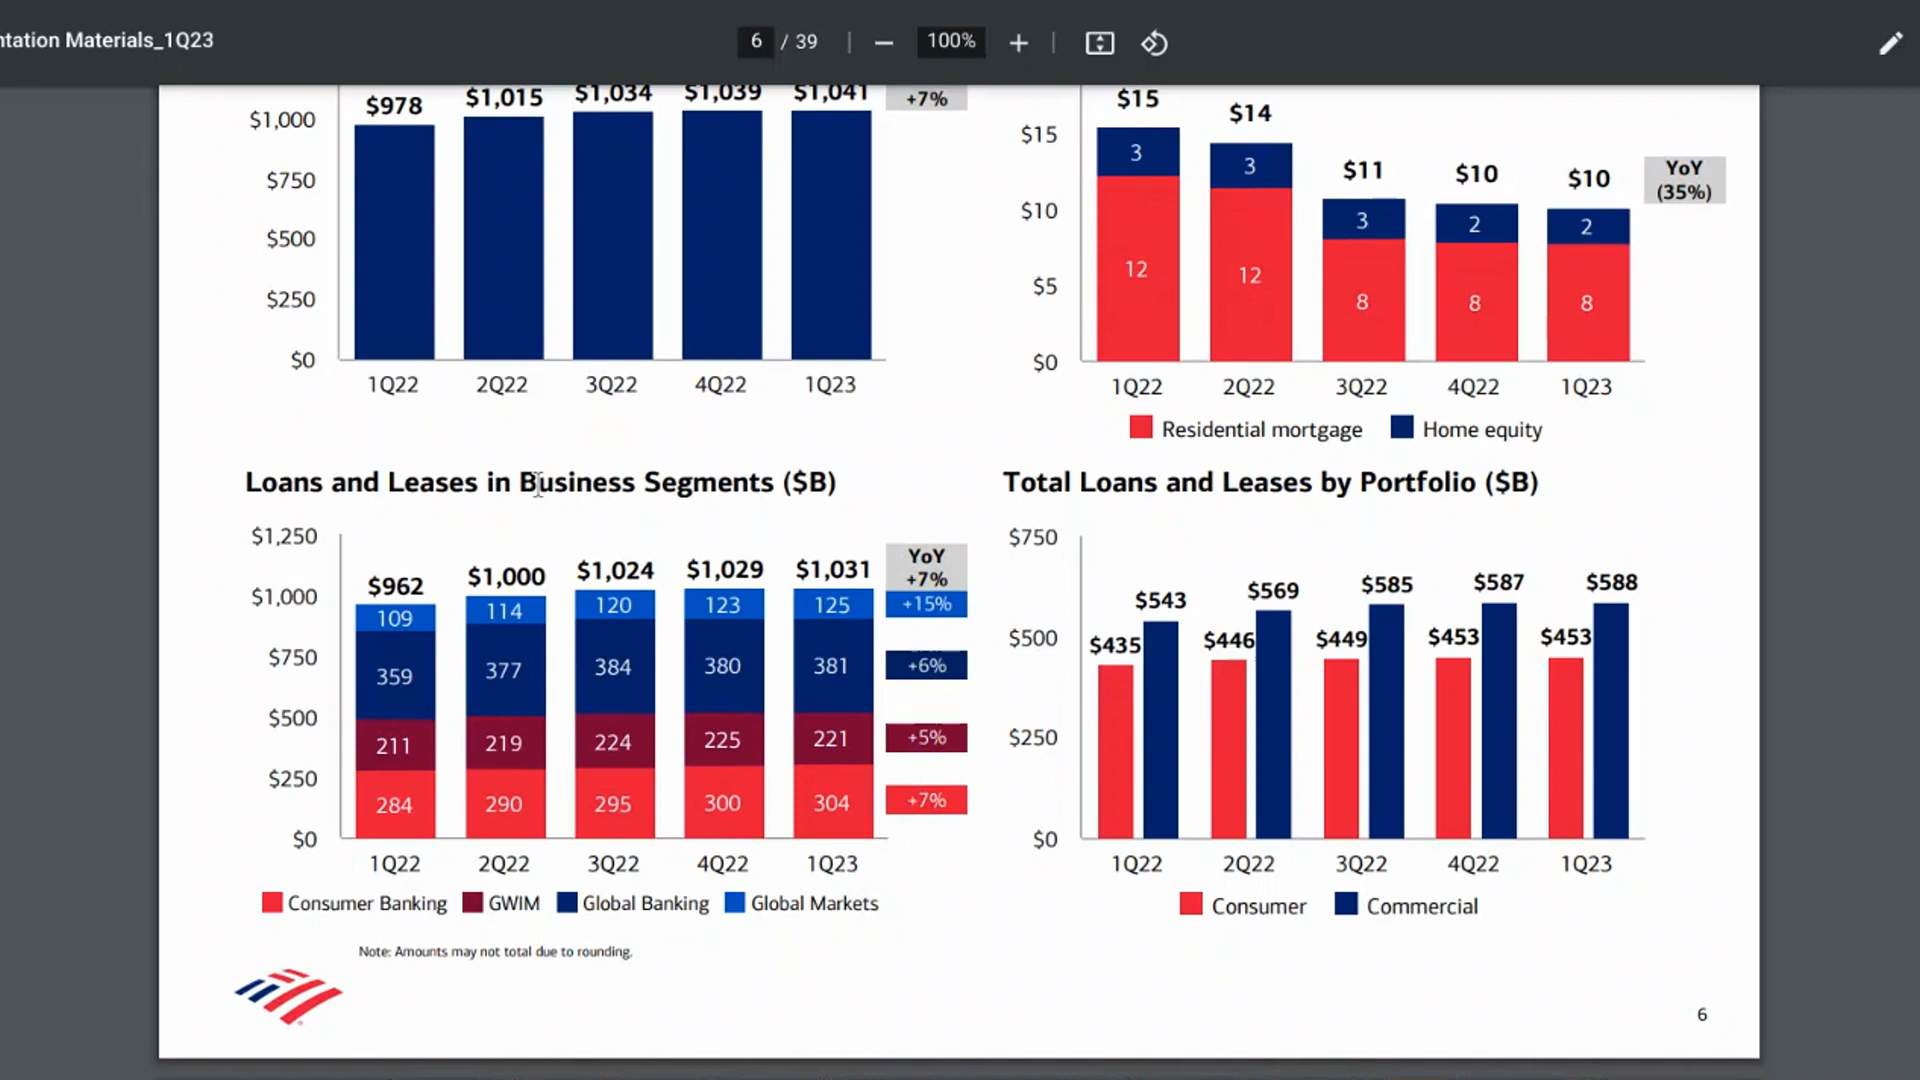 ntation Materials_1Q23
6 / 39
100%
$978 $1,015 $1,034 $1,039 $1,041
+7%
$1,000
$750
$500
$250
$0
1Q22 2Q22 3Q22 4Q22 1Q23
$15 $14 $11 $10 $10
YoY
(35%)
$15
$10
$5
$0
3 3 3 2 2
12 12 8 8 8
1Q22 2Q22 3Q22 4Q22 1Q23
Residential mortgage Home equity
Loans and Leases in Business Segments ($B)
$1,250
$1,000
$750
$500
$250
$0
$962 $1,000 $1,024 $1,029 $1,031
YoY
+7%
109 114 120 123 125 +15%
359 377 384 380 381 +6%
211 219 224 225 221 +5%
284 290 295 300 304 +7%
1Q22 2Q22 3Q22 4Q22 1Q23
Consumer Banking GWIM Global Banking Global Markets
Total Loans and Leases by Portfolio ($B)
$750
$500
$250
$0
$543 $569 $585 $587 $588
$435 $446 $449 $453 $453
1Q22 2Q22 3Q22 4Q22 1Q23
Consumer Commercial
Note: Amounts may not total due to rounding.
6